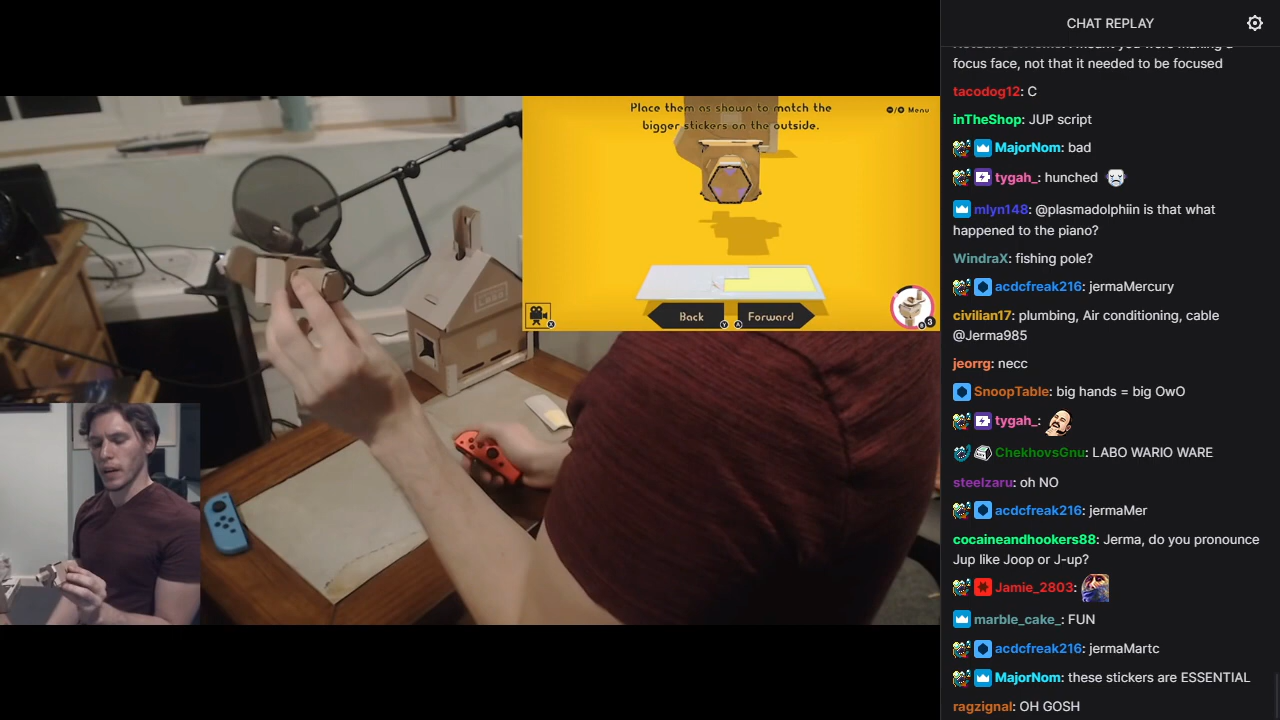 Place them as shown to match the
bigger stickers on the outside.
Menu
Back
Forward
3
LABO
CHAT REPLAY
focus face, not that it needed to be focused
tacodog12: C
inTheShop: JUP script
MajorNom: bad
tygah_: hunched
mlyn148: @plasmadolphiin is that what
happened to the piano?
WindraX: fishing pole?
acdcfreak216: jermaMercury
civilian17: plumbing, Air conditioning, cable
@Jerma985
jeorrg: necc
SnoopTable: big hands = big OwO
tygah_:
ChekhovsGnu: LABO WARIO WARE
steelzaru: oh NO
acdcfreak216: jermaMer
cocaineandhookers88: Jerma, do you pronounce
Jup like Joop or J-up?
Jamie_2803:
marble_cake_: FUN
acdcfreak216: jermaMartc
MajorNom: these stickers are ESSENTIAL
ragzignal: OH GOSH